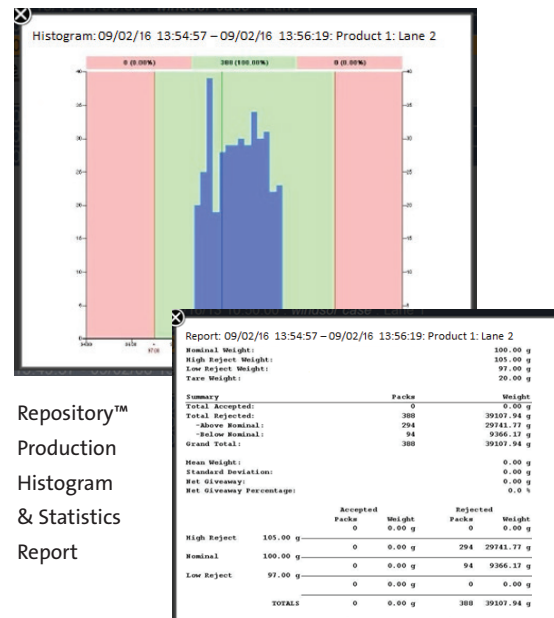 Histogram: 09/02/16 13:54:57 – 09/02/16 13:56:19: Product 1: Lane 2
0 (0.00%) 388 (100.00%) 0 (0.00%)
Report: 09/02/16 13:54:57 – 09/02/16 13:56:19: Product 1: Lane 2
Nominal Weight: 100.00 g
High Reject Weight: 105.00 g
Low Reject Weight: 97.00 g
Tare Weight: 20.00 g
Summary Packs Weight
Total Accepted: 0 0.00 g
Total Rejected: 388 39107.94 g
-Above Nominal: 294 29741.77 g
-Below Nominal: 94 9366.17 g
Grand Total: 388 39107.94 g
Mean Weight: 0.00 g
Standard Deviation: 0.00 g
Net Giveaway: 0.00 g
Net Giveaway Percentage: 0.0 %
Accepted Rejected
Packs Weight Packs Weight
0 0.00 g 0 0.00 g
High Reject 105.00 g
0 0.00 g 294 29741.77 g
Nominal 100.00 g
0 0.00 g 94 9366.17 g
Low Reject 97.00 g
0 0.00 g 0 0.00 g
TOTALS 0 0.00 g 388 39107.94 g
Repository™
Production
Histogram
& Statistics
Report